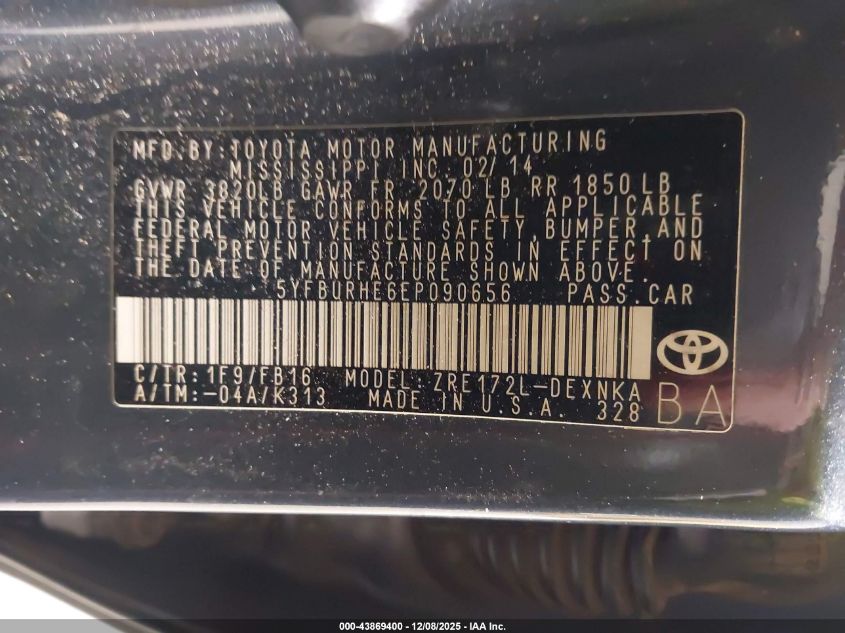 MFD.BY:TOYOTA MOTOR MANUFACTURING
MISSISSIPPI INC.02/14
GVWR 3820LB GAWR FR 2070 LB RR 1850 LB
THIS VEHICLE CONFORMS TO ALL APPLICABLE
FEDERAL MOTOR VEHICLE SAFETY, BUMPER, AND
THEFT PREVENTION STANDARDS IN EFFECT ON
THE DATE OF MANUFACTURE SHOWN ABOVE.
5YFBURHE6EP090656 PASS.CAR
C/TR: 1F9/FB16 MODEL: ZRE172L-DEXNKA
A/TM:-04A/K313 MADE IN U.S.A. 328
BA
000-43869400 - 12/08/2025 - IAA Inc.